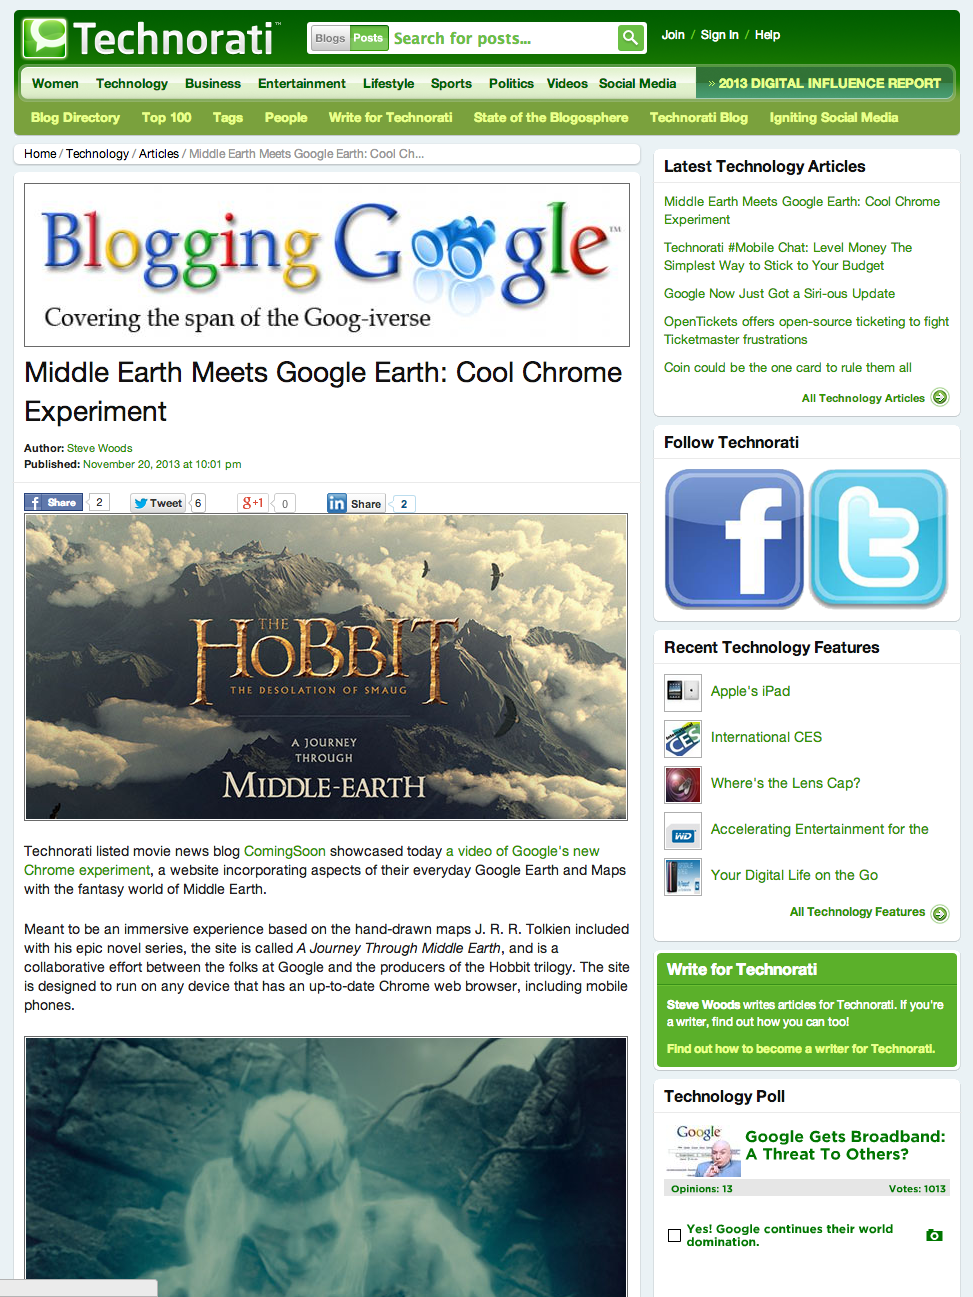 Technorati™
Blogs Posts Search for posts...
Join / Sign In / Help
Women Technology Business Entertainment Lifestyle Sports Politics Videos Social Media » 2013 DIGITAL INFLUENCE REPORT
Blog Directory Top 100 Tags People Write for Technorati State of the Blogosphere Technorati Blog Igniting Social Media
Home / Technology / Articles / Middle Earth Meets Google Earth: Cool Ch...
Blogging Google™
Covering the span of the Goog-iverse
Middle Earth Meets Google Earth: Cool Chrome
Experiment
Author: Steve Woods
Published: November 20, 2013 at 10:01 pm
f Share 2 Tweet 6 g+1 0 in Share 2
THE
HOBBIT
THE DESOLATION OF SMAUG
A JOURNEY
THROUGH
MIDDLE-EARTH
Technorati listed movie news blog ComingSoon showcased today a video of Google's new
Chrome experiment, a website incorporating aspects of their everyday Google Earth and Maps
with the fantasy world of Middle Earth.
Meant to be an immersive experience based on the hand-drawn maps J. R. R. Tolkien included
with his epic novel series, the site is called A Journey Through Middle Earth, and is a
collaborative effort between the folks at Google and the producers of the Hobbit trilogy. The site
is designed to run on any device that has an up-to-date Chrome web browser, including mobile
phones.
Latest Technology Articles
Middle Earth Meets Google Earth: Cool Chrome
Experiment
Technorati #Mobile Chat: Level Money The
Simplest Way to Stick to Your Budget
Google Now Just Got a Siri-ous Update
OpenTickets offers open-source ticketing to fight
Ticketmaster frustrations
Coin could be the one card to rule them all
All Technology Articles
Follow Technorati
f t
Recent Technology Features
Apple's iPad
CES
International CES
Where's the Lens Cap?
WD
Accelerating Entertainment for the
Your Digital Life on the Go
All Technology Features
Write for Technorati
Steve Woods writes articles for Technorati. If you're
a writer, find out how you can too!
Find out how to become a writer for Technorati.
Technology Poll
Google
Google Gets Broadband:
A Threat To Others?
Opinions: 13 Votes: 1013
Yes! Google continues their world
domination.